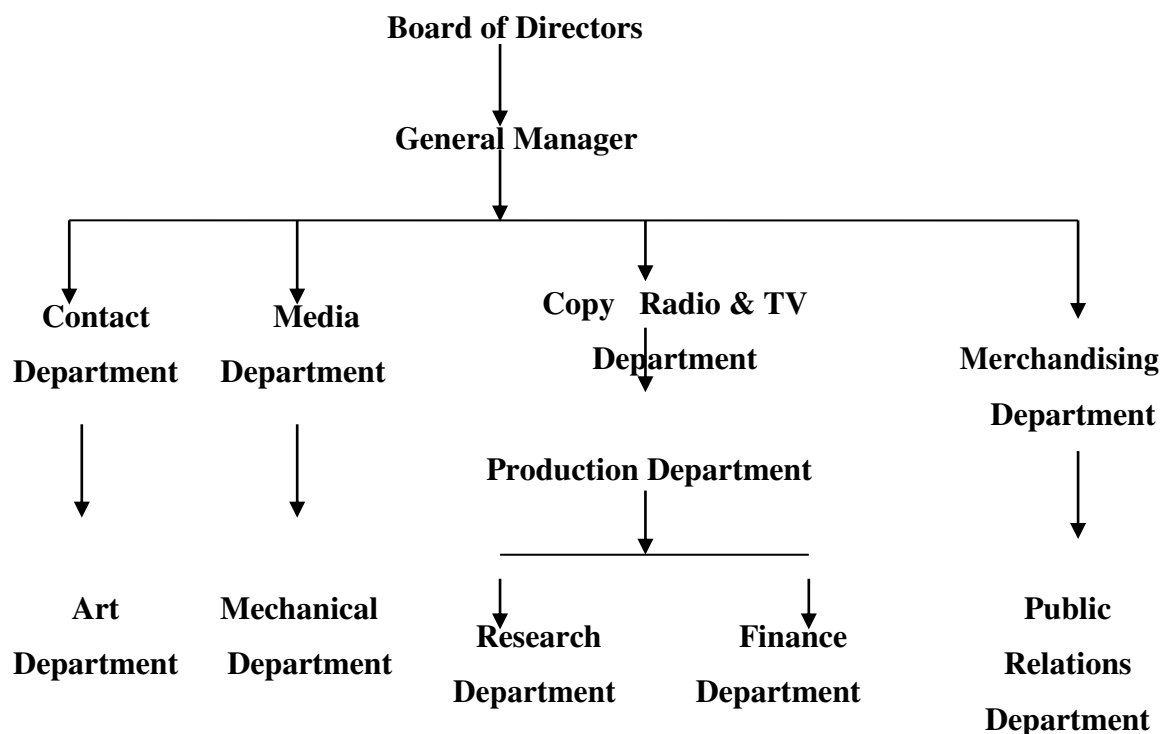 Board of Directors
General Manager
Contact
Department
Media
Department
Copy Radio & TV
Department
Merchandising
Department
Production Department
Art
Department
Mechanical
Department
Research
Department
Finance
Department
Public
Relations
Department